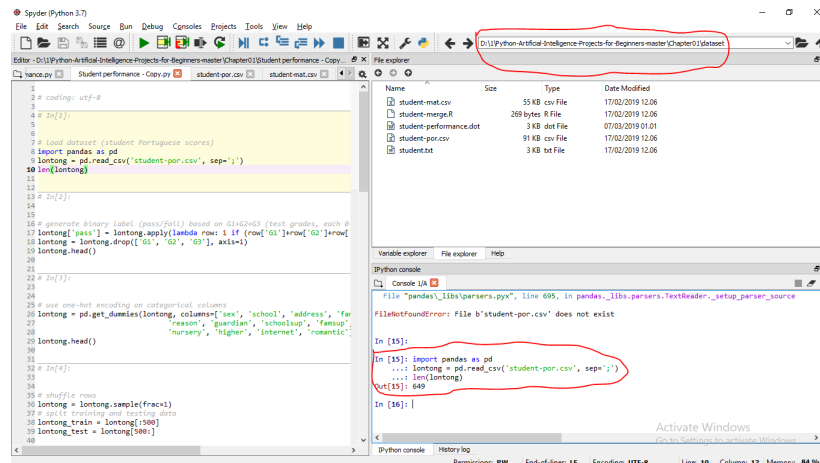 Spyder (Python 3.7)
File Edit Search Source Run Debug Consoles Projects Tools View Help
D:\1\Python-Artificial-Intelligence-Projects-for-Beginners-master\Chapter01\dataset
Editor - D:\1\Python-Artificial-Intelligence-Projects-for-Beginners-master\Chapter01\Student performance - Copy...
mance.py Student performance - Copy.py student-por.csv student-mat.csv
1
2 # coding: utf-8
3
4 # In[1]:
5
6
7 # load dataset (student Portuguese scores)
8 import pandas as pd
9 lontong = pd.read_csv('student-por.csv', sep=';')
10 len(lontong)
11
12
13 # In[2]:
14
15
16 # generate binary label (pass/fail) based on G1+G2+G3 (test grades, each 0
17 lontong['pass'] = lontong.apply(lambda row: 1 if (row['G1']+row['G2']+row['
18 lontong = lontong.drop(['G1', 'G2', 'G3'], axis=1)
19 lontong.head()
20
21
22 # In[3]:
23
24
25 # use one-hot encoding on categorical columns
26 lontong = pd.get_dummies(lontong, columns=['sex', 'school', 'address', 'fam
27 'reason', 'guardian', 'schoolsup', 'famsup',
28 'nursery', 'higher', 'internet', 'romantic'
29 lontong.head()
30
31
32 # In[4]:
33
34
35 # shuffle rows
36 lontong = lontong.sample(frac=1)
37 # split training and testing data
38 lontong_train = lontong[:500]
39 lontong_test = lontong[500:]
40
File explorer
Name Size Type Date Modified
student-mat.csv 55 KB csv File 17/02/2019 12.06
student-merge.R 269 bytes R File 17/02/2019 12.06
student-performance.dot 3 KB dot File 07/03/2019 01.01
student-por.csv 91 KB csv File 17/02/2019 12.06
student.txt 3 KB txt File 17/02/2019 12.06
Variable explorer File explorer Help
IPython console
Console 1/A
File "pandas\_libs\parsers.pyx", line 695, in pandas._libs.parsers.TextReader._setup_parser_source
FileNotFoundError: File b'student-por.csv' does not exist
In [15]:
In [15]: import pandas as pd
...: lontong = pd.read_csv('student-por.csv', sep=';')
...: len(lontong)
Out[15]: 649
In [16]:
Activate Windows
Go to Settings to activate Windows.
IPython console History log
Permissions: RW End-of-lines: LF Encoding: UTF-8 Line: 10 Column: 13 Memory: 84 %